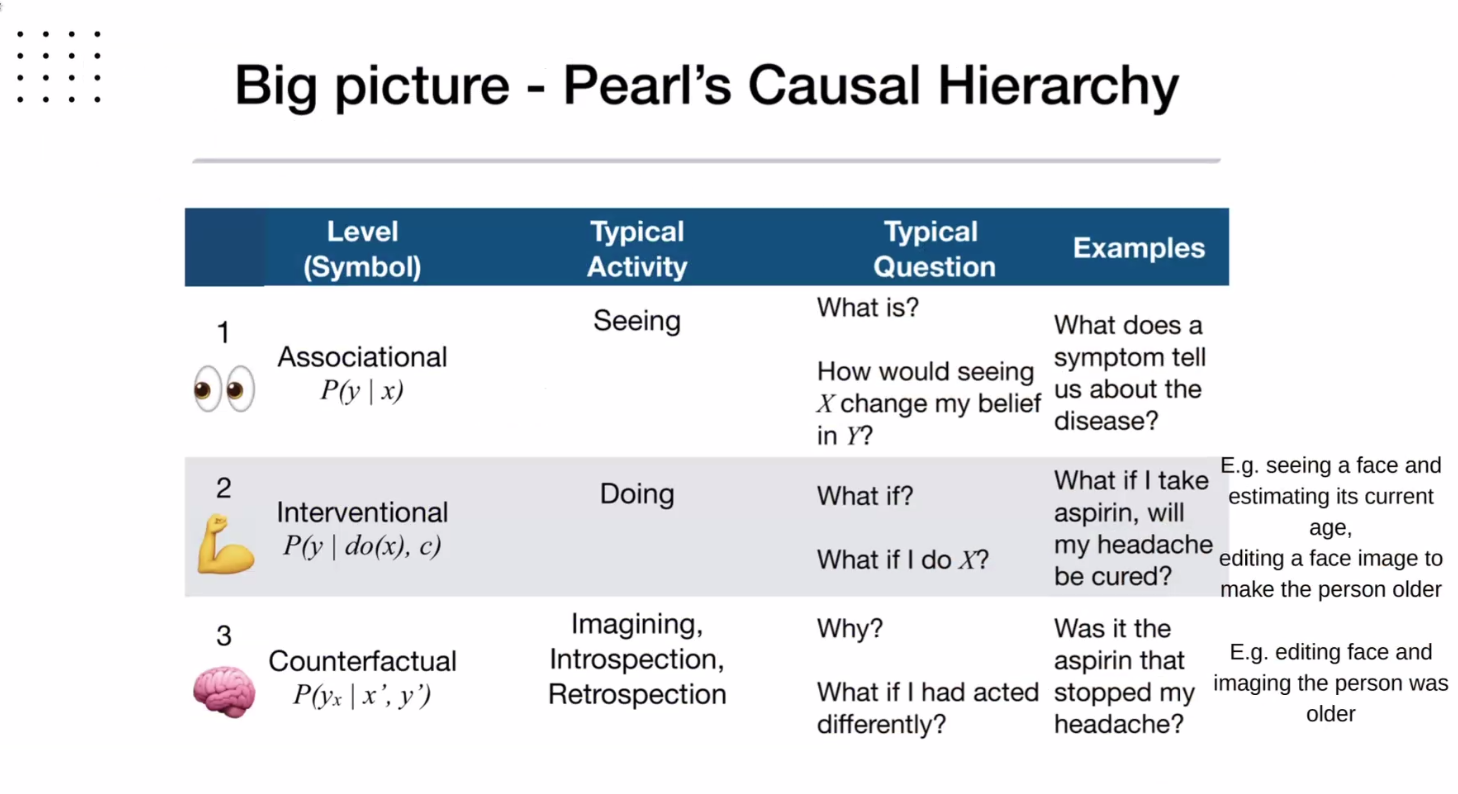 Big picture - Pearl’s Causal Hierarchy
Level
(Symbol)
Typical
Activity
Typical
Question
Examples
1
Associational
P(y | x)
Seeing
What is?
How would seeing
X change my belief
in Y?
What does a
symptom tell
us about the
disease?
2
Interventional
P(y | do(x), c)
Doing
What if?
What if I do X?
What if I take
aspirin, will
my headache
be cured?
E.g. seeing a face and
estimating its current
age,
editing a face image to
make the person older
3
Counterfactual
P(yₓ | x’, y’)
Imagining,
Introspection,
Retrospection
Why?
What if I had acted
differently?
Was it the
aspirin that
stopped my
headache?
E.g. editing face and
imaging the person was
older